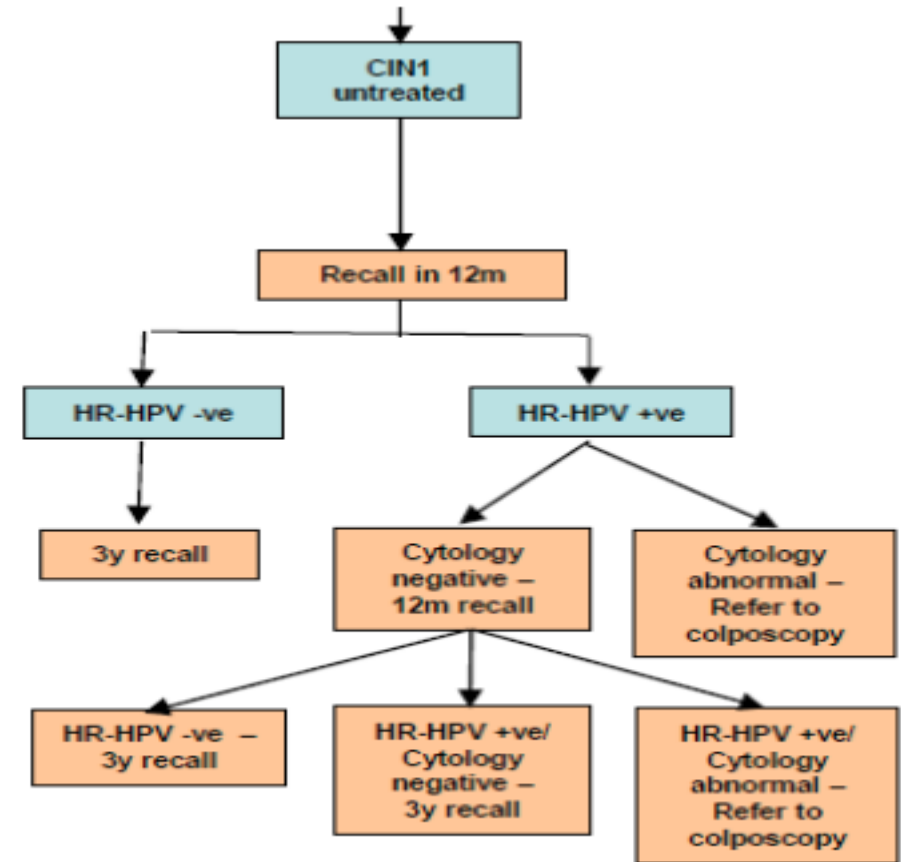 CIN1
untreated
Recall in 12m
HR-HPV -ve
HR-HPV +ve
3y recall
Cytology
negative –
12m recall
Cytology
abnormal –
Refer to
colposcopy
HR-HPV -ve –
3y recall
HR-HPV +ve/
Cytology
negative –
3y recall
HR-HPV +ve/
Cytology
abnormal –
Refer to
colposcopy